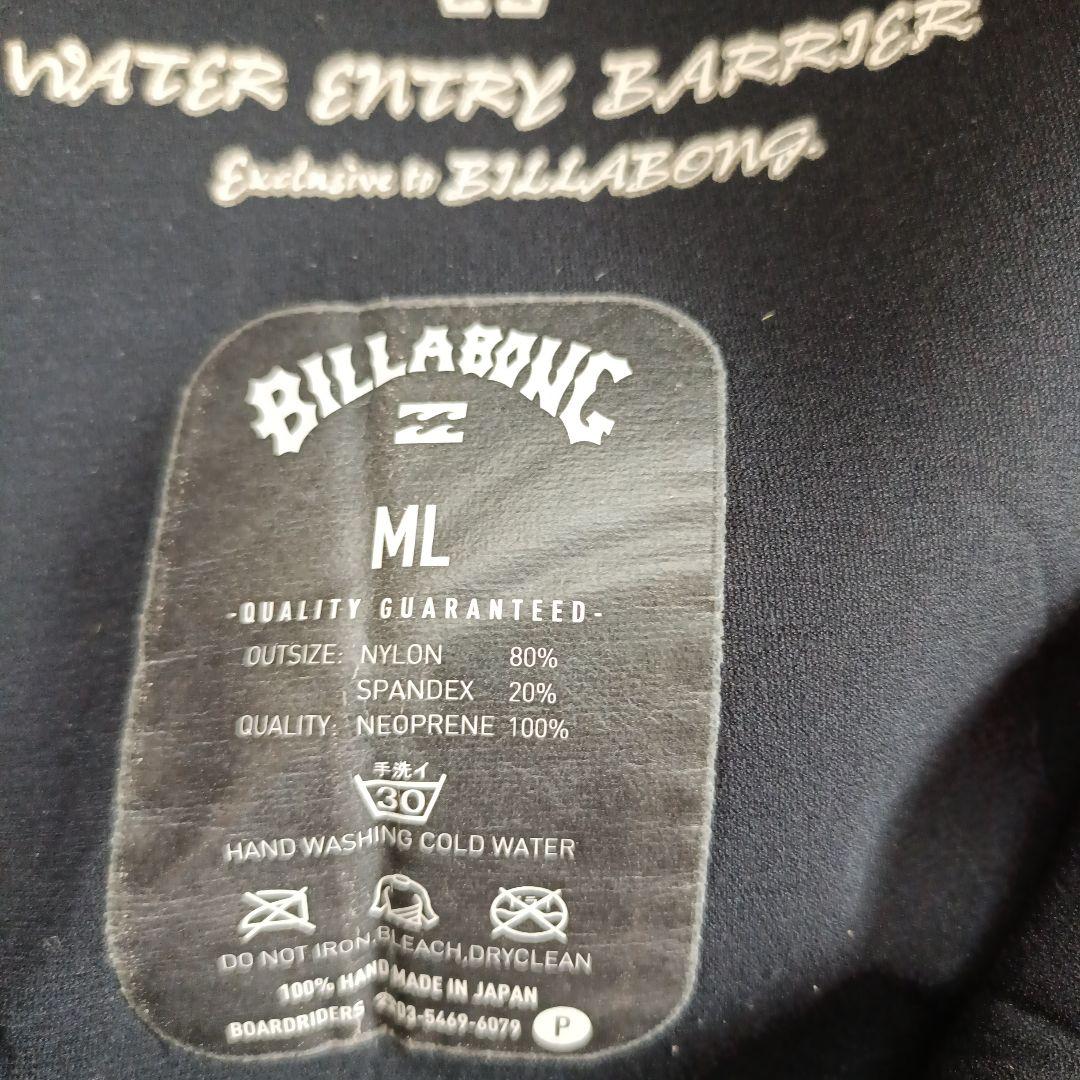 WATER ENTRY BARRIER
Exclusive to BILLABONG.
BILLABONG
ML
-QUALITY GUARANTEED-
OUTSIZE: NYLON 80%
SPANDEX 20%
QUALITY: NEOPRENE 100%
手洗イ
30
HAND WASHING COLD WATER
DO NOT IRON,BLEACH,DRYCLEAN
100% HAND MADE IN JAPAN
BOARDRIDERS ☎03-5469-6079 P